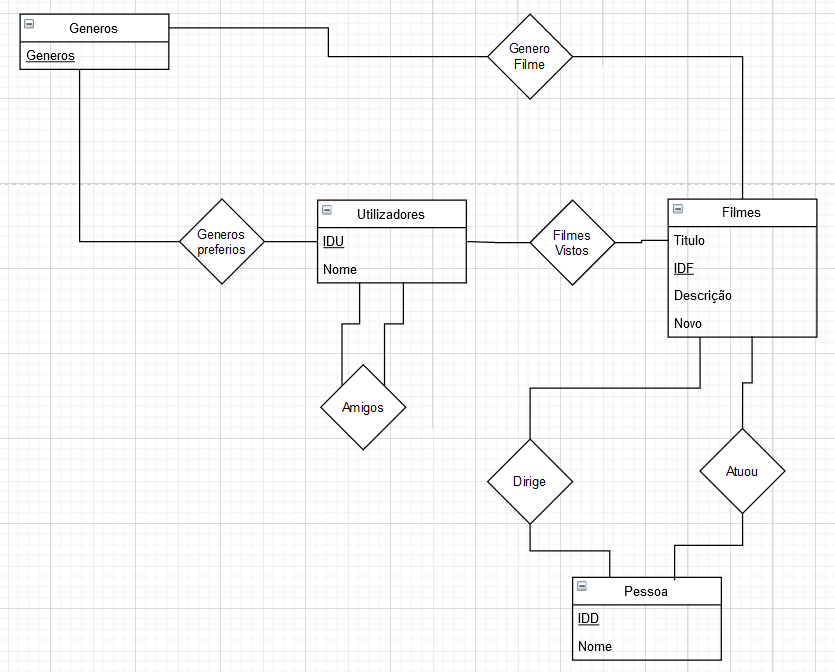 Generos
Generos
Genero
Filme
Generos
preferios
Utilizadores
IDU
Nome
Filmes
Vistos
Filmes
Titulo
IDF
Descrição
Novo
Amigos
Dirige
Atuou
Pessoa
IDD
Nome